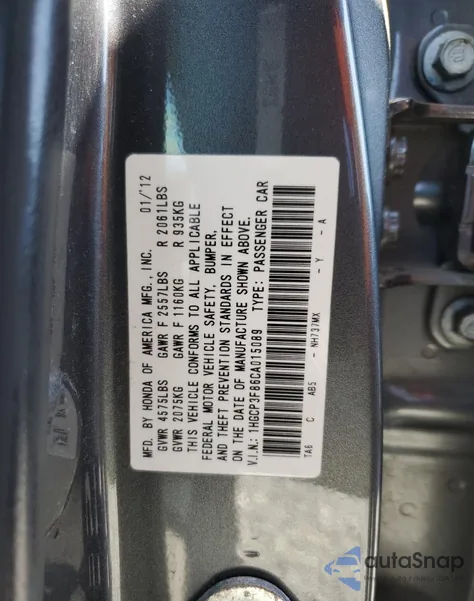 MFD. BY HONDA OF AMERICA MFG., INC. 01/'12
GVWR 4575LBS GAWR F 2557LBS R 2061LBS
GVWR 2075KG GAWR F 1160KG R 935KG
THIS VEHICLE CONFORMS TO ALL APPLICABLE
FEDERAL MOTOR VEHICLE SAFETY, BUMPER,
AND THEFT PREVENTION STANDARDS IN EFFECT
ON THE DATE OF MANUFACTURE SHOWN ABOVE.
V.I.N.: 1HGCP3F86CA015089 TYPE: PASSENGER CAR
TA6 C AB5 - NH737MX - Y - A
autaSnap